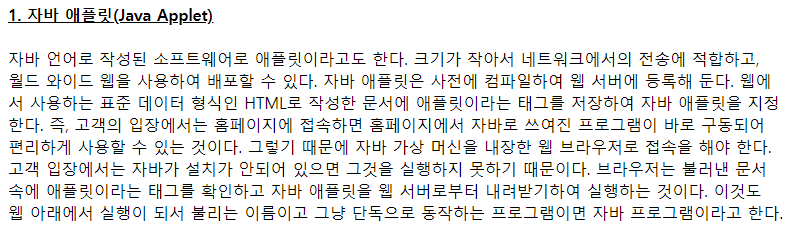 1. 자바 애플릿(Java Applet)
자바 언어로 작성된 소프트웨어로 애플릿이라고도 한다. 크기가 작아서 네트워크에서의 전송에 적합하고,
월드 와이드 웹을 사용하여 배포할 수 있다. 자바 애플릿은 사전에 컴파일하여 웹 서버에 등록해 둔다. 웹에
서 사용하는 표준 데이터 형식인 HTML로 작성한 문서에 애플릿이라는 태그를 저장하여 자바 애플릿을 지정
한다. 즉, 고객의 입장에서는 홈페이지에 접속하면 홈페이지에서 자바로 쓰여진 프로그램이 바로 구동되어
편리하게 사용할 수 있는 것이다. 그렇기 때문에 자바 가상 머신을 내장한 웹 브라우저로 접속을 해야 한다.
고객 입장에서는 자바가 설치가 안되어 있으면 그것을 실행하지 못하기 때문이다. 브라우저는 불러낸 문서
속에 애플릿이라는 태그를 확인하고 자바 애플릿을 웹 서버로부터 내려받기하여 실행하는 것이다. 이것도
웹 아래에서 실행이 되서 불리는 이름이고 그냥 단독으로 동작하는 프로그램이면 자바 프로그램이라고 한다.